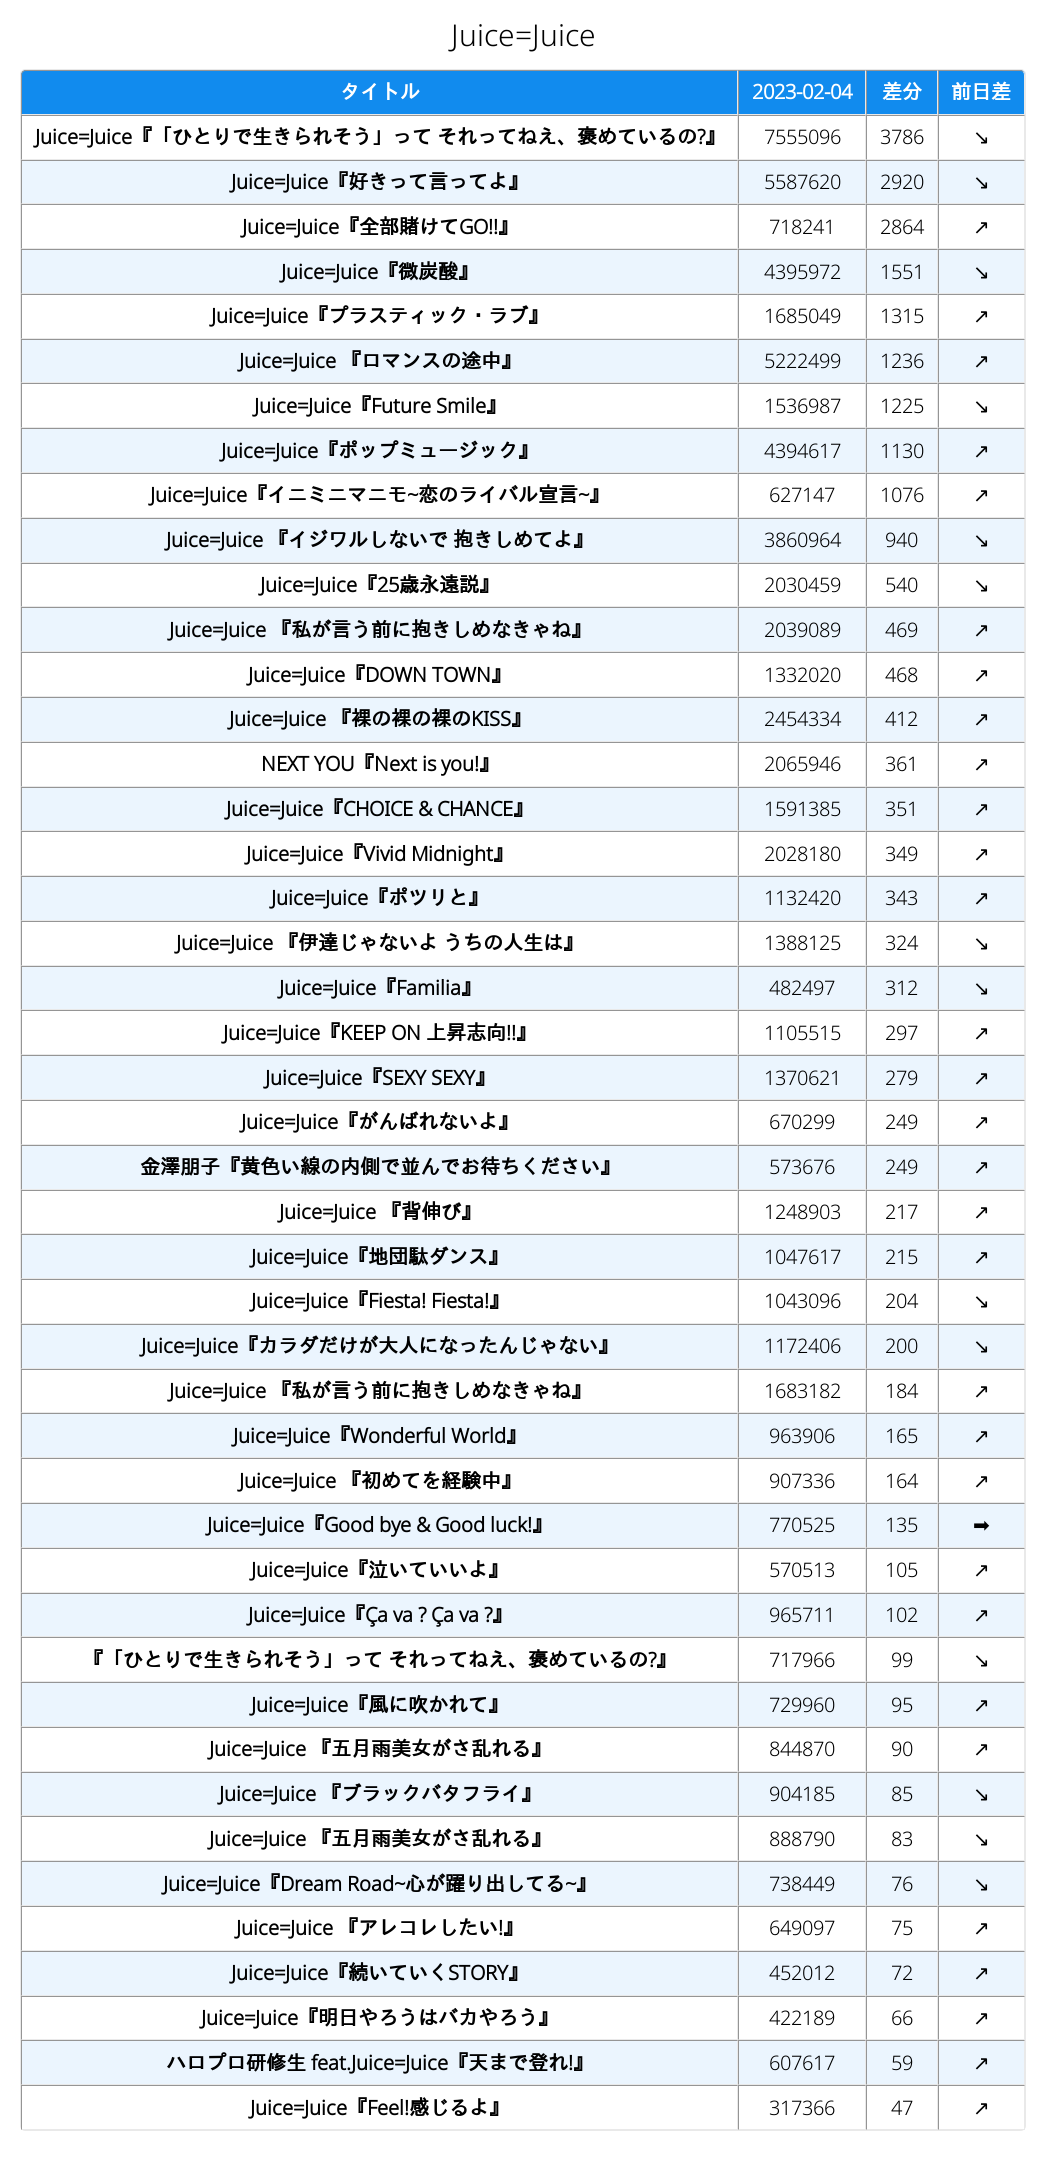 Juice=Juice
タイトル 2023-02-04 差分 前日差
Juice=Juice『「ひとりで生きられそう」って それってねえ、褒めているの?』 7555096 3786 ↘
Juice=Juice『好きって言ってよ』 5587620 2920 ↘
Juice=Juice『全部賭けてGO!!』 718241 2864 ↗
Juice=Juice『微炭酸』 4395972 1551 ↘
Juice=Juice『プラスティック・ラブ』 1685049 1315 ↗
Juice=Juice 『ロマンスの途中』 5222499 1236 ↗
Juice=Juice『Future Smile』 1536987 1225 ↘
Juice=Juice『ポップミュージック』 4394617 1130 ↗
Juice=Juice『イニミニマニモ~恋のライバル宣言~』 627147 1076 ↗
Juice=Juice 『イジワルしないで 抱きしめてよ』 3860964 940 ↘
Juice=Juice『25歳永遠説』 2030459 540 ↘
Juice=Juice 『私が言う前に抱きしめなきゃね』 2039089 469 ↗
Juice=Juice『DOWN TOWN』 1332020 468 ↗
Juice=Juice 『裸の裸の裸のKISS』 2454334 412 ↗
NEXT YOU『Next is you!』 2065946 361 ↗
Juice=Juice『CHOICE & CHANCE』 1591385 351 ↗
Juice=Juice『Vivid Midnight』 2028180 349 ↗
Juice=Juice『ポツリと』 1132420 343 ↗
Juice=Juice 『伊達じゃないよ うちの人生は』 1388125 324 ↘
Juice=Juice『Familia』 482497 312 ↘
Juice=Juice『KEEP ON 上昇志向!!』 1105515 297 ↗
Juice=Juice『SEXY SEXY』 1370621 279 ↗
Juice=Juice『がんばれないよ』 670299 249 ↗
金澤朋子『黄色い線の内側で並んでお待ちください』 573676 249 ↗
Juice=Juice 『背伸び』 1248903 217 ↗
Juice=Juice『地団駄ダンス』 1047617 215 ↗
Juice=Juice『Fiesta! Fiesta!』 1043096 204 ↘
Juice=Juice『カラダだけが大人になったんじゃない』 1172406 200 ↘
Juice=Juice 『私が言う前に抱きしめなきゃね』 1683182 184 ↗
Juice=Juice『Wonderful World』 963906 165 ↗
Juice=Juice 『初めてを経験中』 907336 164 ↗
Juice=Juice『Good bye & Good luck!』 770525 135 ➡
Juice=Juice『泣いていいよ』 570513 105 ↗
Juice=Juice『Ça va ? Ça va ?』 965711 102 ↗
『「ひとりで生きられそう」って それってねえ、褒めているの?』 717966 99 ↘
Juice=Juice『風に吹かれて』 729960 95 ↗
Juice=Juice 『五月雨美女がさ乱れる』 844870 90 ↗
Juice=Juice 『ブラックバタフライ』 904185 85 ↘
Juice=Juice 『五月雨美女がさ乱れる』 888790 83 ↘
Juice=Juice『Dream Road~心が躍り出してる~』 738449 76 ↘
Juice=Juice 『アレコレしたい!』 649097 75 ↗
Juice=Juice『続いていくSTORY』 452012 72 ↗
Juice=Juice『明日やろうはバカやろう』 422189 66 ↗
ハロプロ研修生 feat.Juice=Juice『天まで登れ!』 607617 59 ↗
Juice=Juice『Feel!感じるよ』 317366 47 ↗